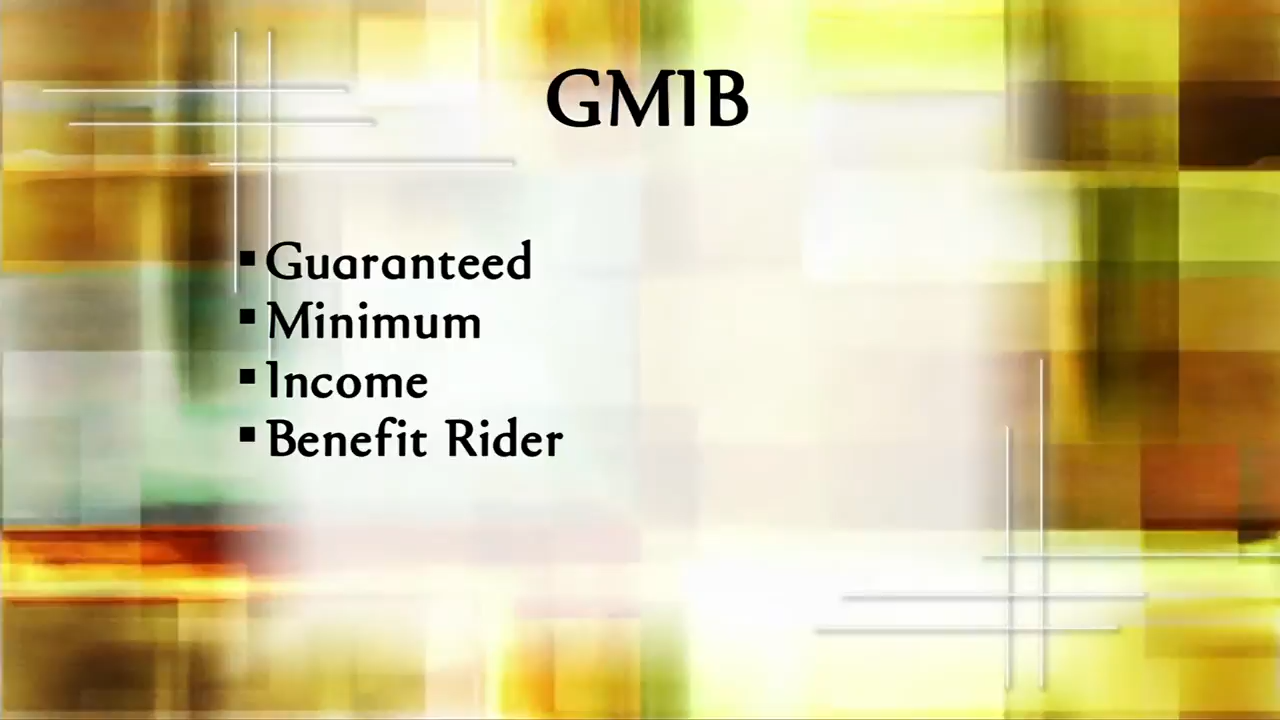 GMIB
▪ Guaranteed
▪ Minimum
▪ Income
▪ Benefit Rider